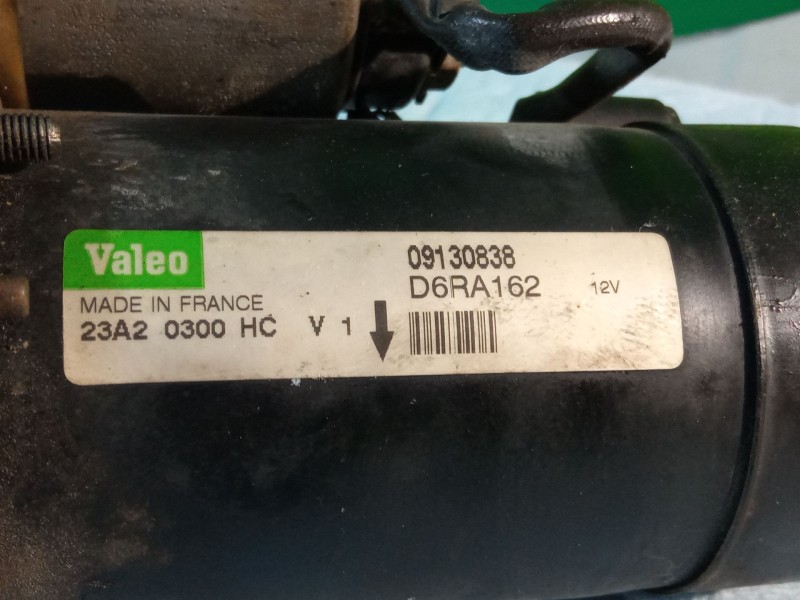 Valeo
MADE IN FRANCE
23A2 0300 HC V 1
09130838
D6RA162 12V